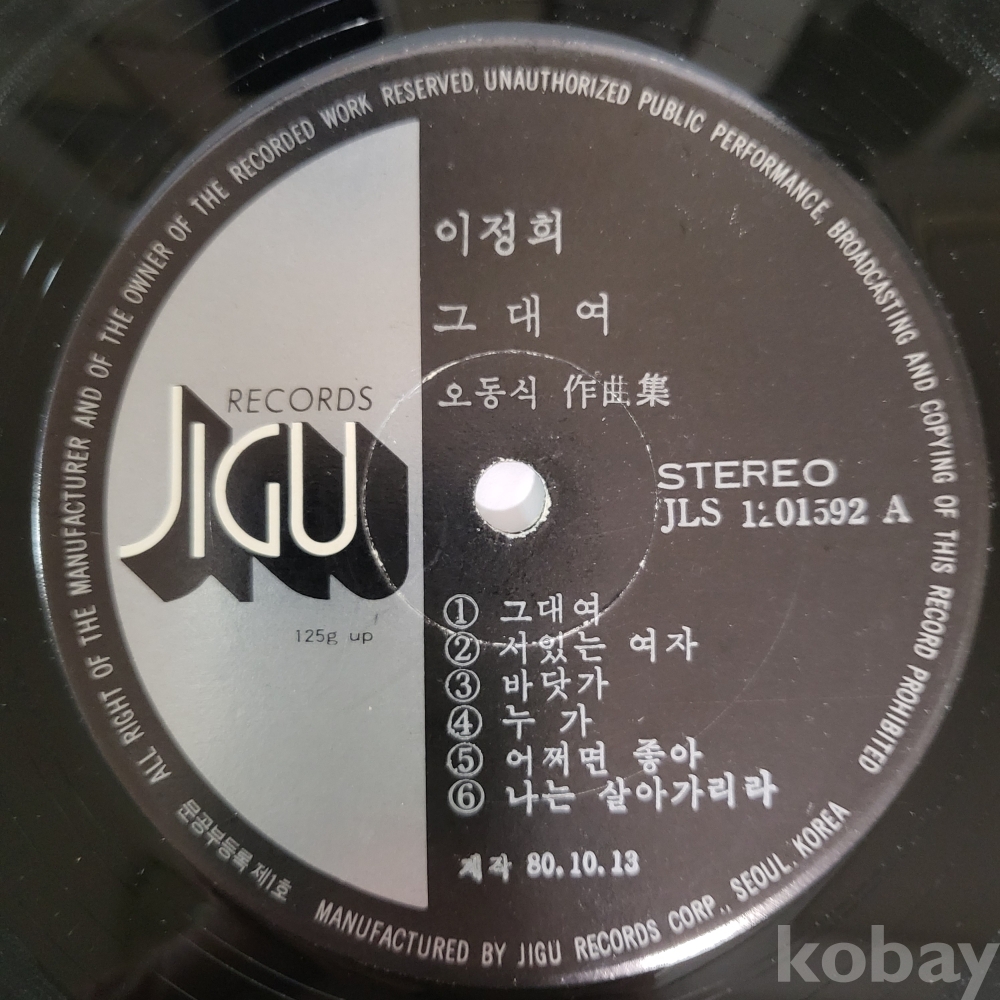 ALL RIGHT OF THE MANUFACTURER AND OF THE OWNER OF THE RECORDED WORK RESERVED, UNAUTHORIZED PUBLIC PERFORMANCE, BROADCASTING AND COPYING OF THIS RECORD PROHIBITED
이정희
그대여
오동식 作曲集
RECORDS
JIGU
STEREO
JLS 1201592 A
125g up
① 그대여
② 서있는 여자
③ 바닷가
④ 누가
⑤ 어쩌면 좋아
⑥ 나는 살아가리라
제작 80.10.13
문공부등록 제1호
MANUFACTURED BY JIGU RECORDS CORP., SEOUL, KOREA
kobay